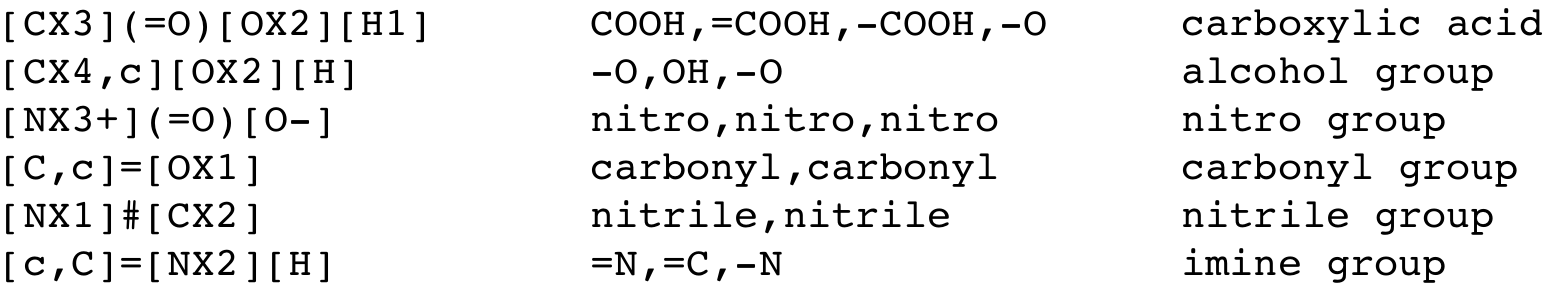 [CX3](=O)[OX2][H1] COOH,=COOH,-COOH,-O carboxylic acid
[CX4,c][OX2][H] -O,OH,-O alcohol group
[NX3+](=O)[O-] nitro,nitro,nitro nitro group
[C,c]=[OX1] carbonyl,carbonyl carbonyl group
[NX1]#[CX2] nitrile,nitrile nitrile group
[c,C]=[NX2][H] =N,=C,-N imine group